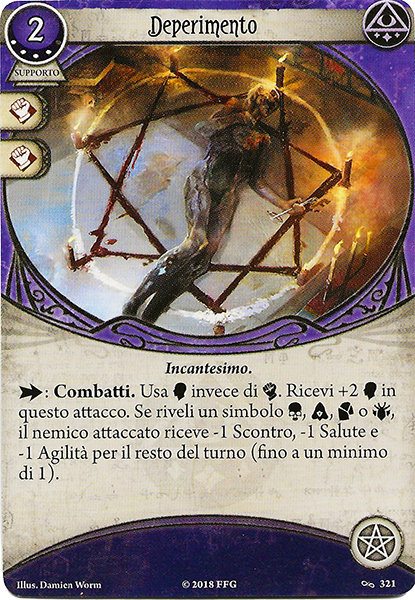 Deperimento
2
SUPPORTO
Incantesimo.
: Combatti. Usa invece di . Ricevi +2 in
questo attacco. Se riveli un simbolo , , o ,
il nemico attaccato riceve -1 Scontro, -1 Salute e
-1 Agilità per il resto del turno (fino a un minimo
di 1).
Illus. Damien Worm © 2018 FFG 321